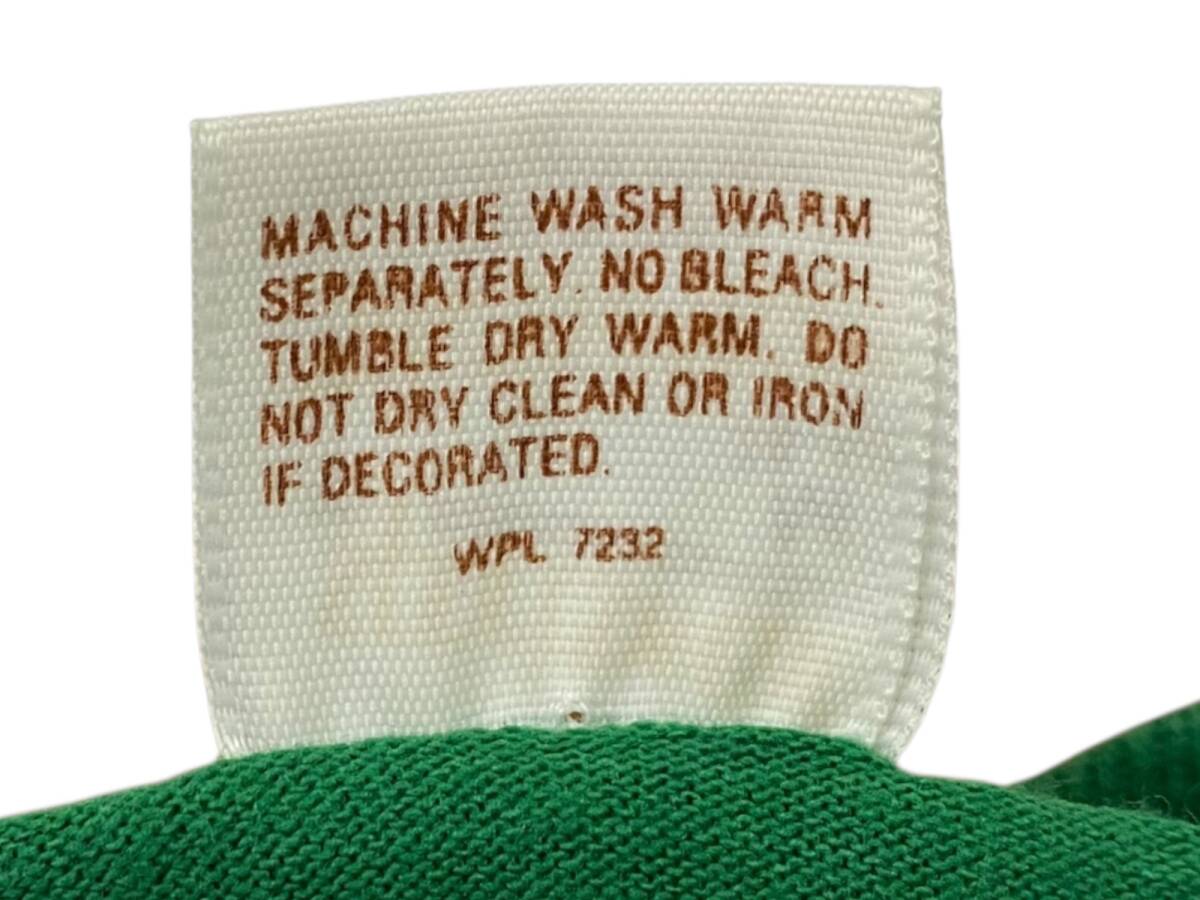 MACHINE WASH WARM
SEPARATELY. NO BLEACH.
TUMBLE DRY WARM. DO
NOT DRY CLEAN OR IRON
IF DECORATED.
WPL 7232